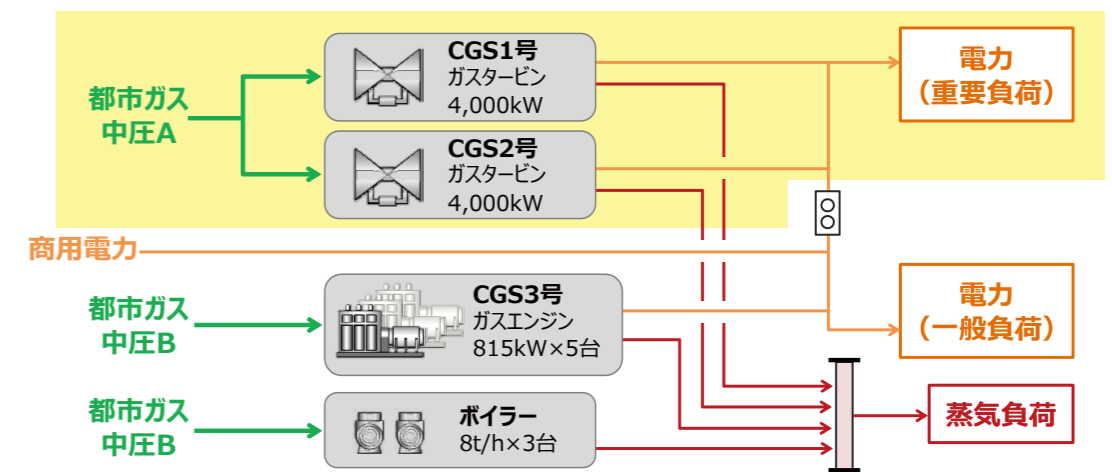 都市ガス
中圧A
CGS1号
ガスタービン
4,000kW
電力
（重要負荷）
CGS2号
ガスタービン
4,000kW
商用電力
都市ガス
中圧B
CGS3号
ガスエンジン
815kW×5台
電力
（一般負荷）
都市ガス
中圧B
ボイラー
8t/h×3台
蒸気負荷